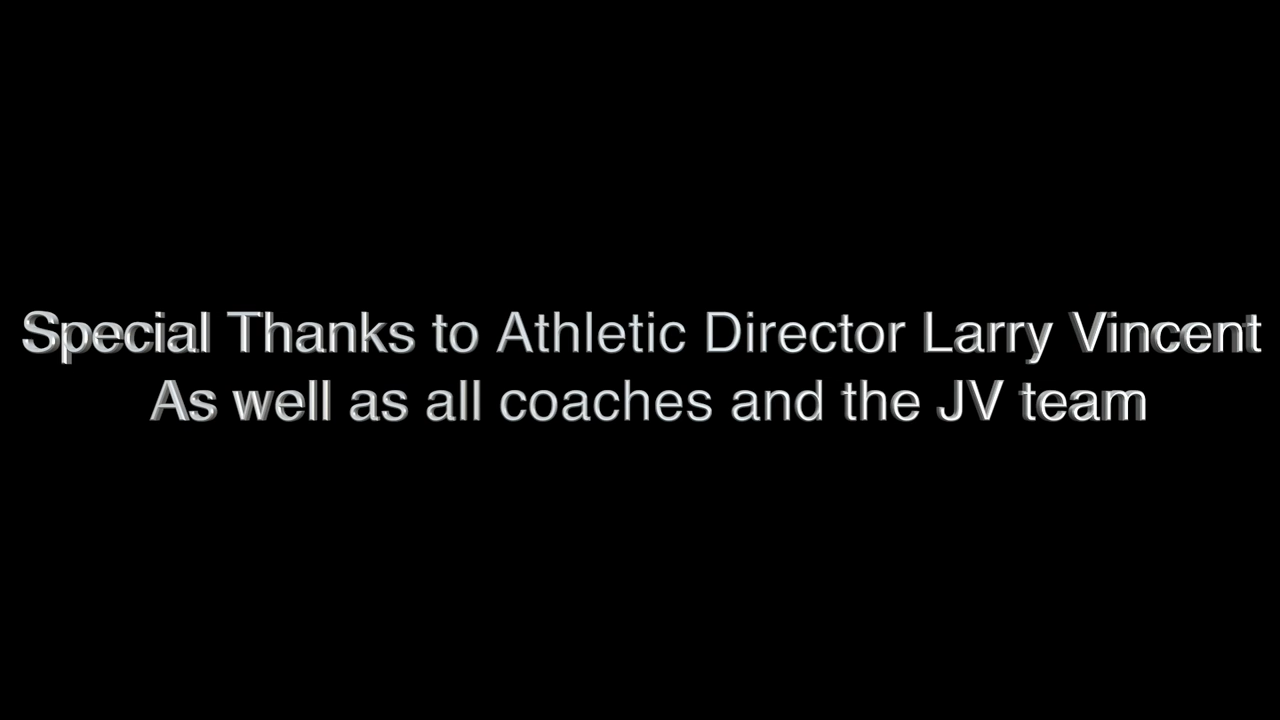 Special Thanks to Athletic Director Larry Vincent
As well as all coaches and the JV team